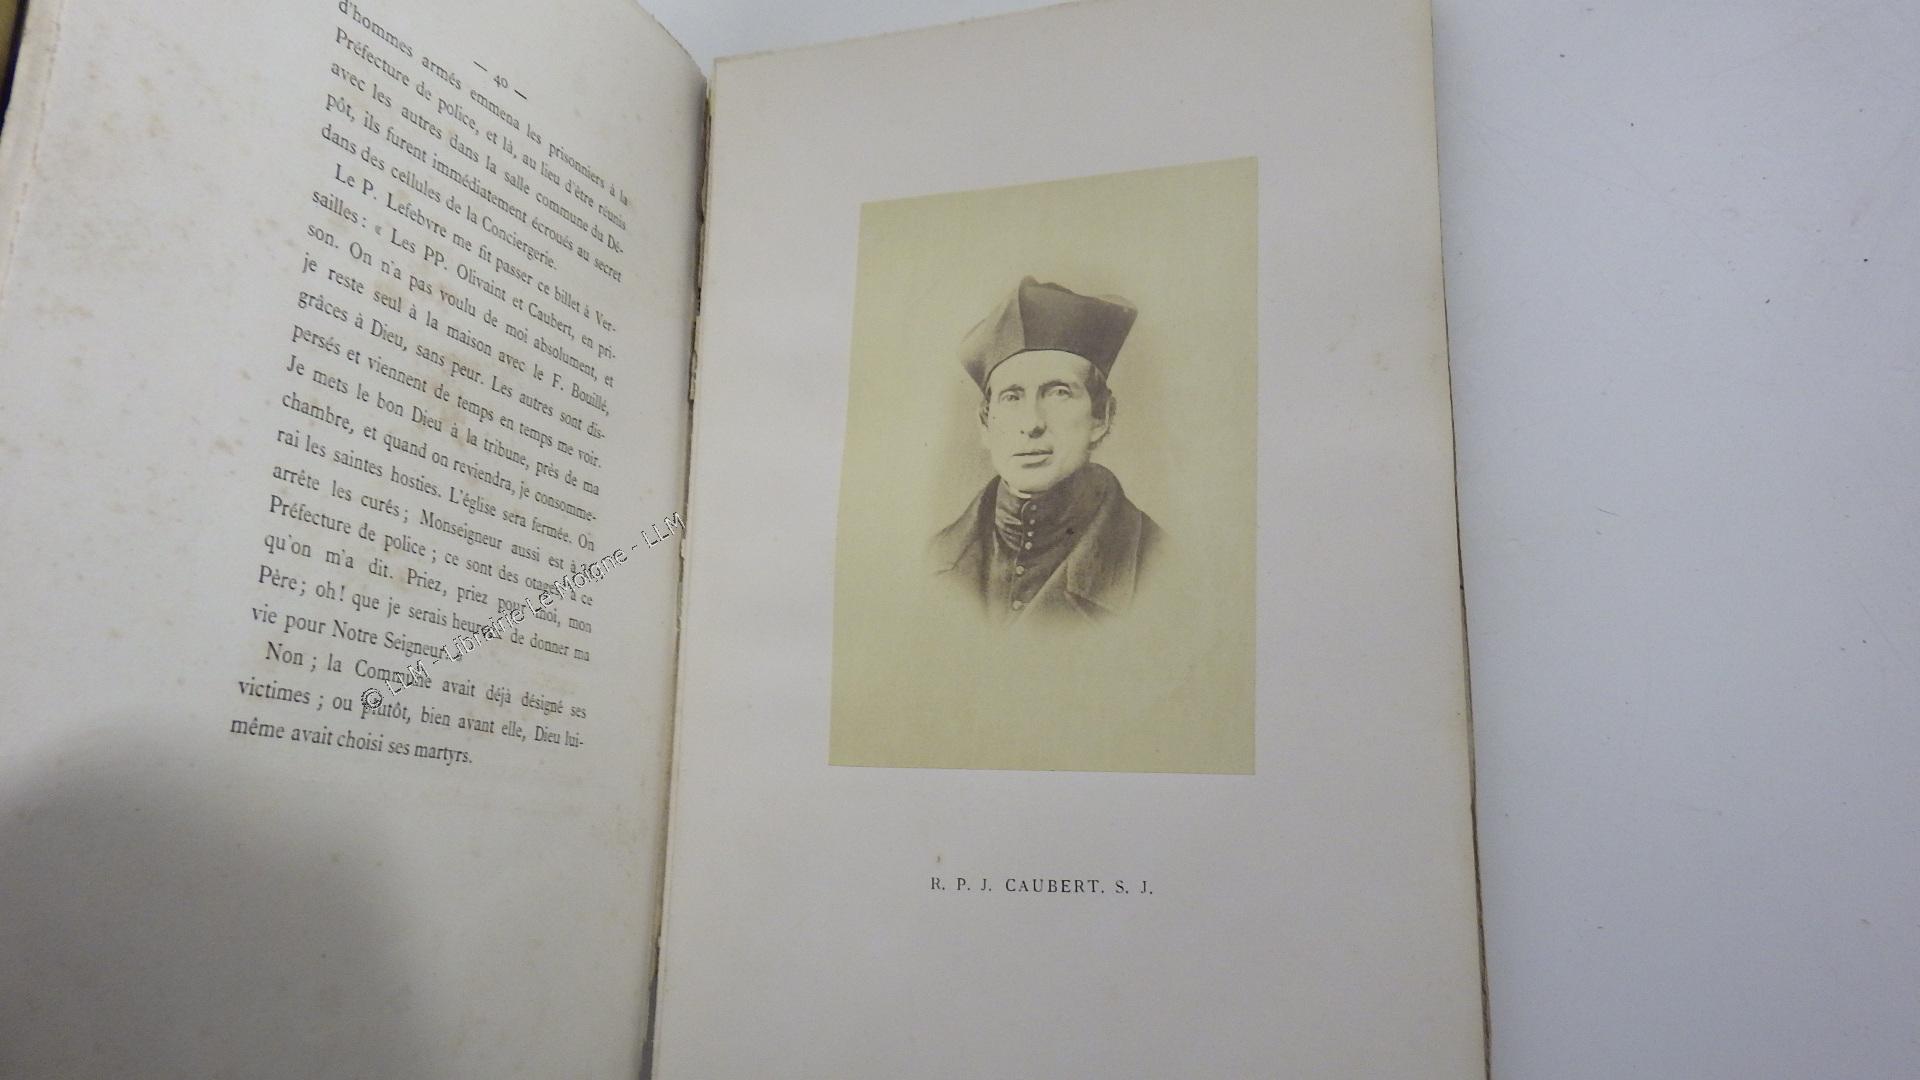 — 40 —
d'hommes armés emmena les prisonniers à la
Préfecture de police, et là, au lieu d'être réunis
avec les autres dans la salle commune du Dé-
pôt, ils furent immédiatement écroués au secret
dans des cellules de la Conciergerie.
Le P. Lefebvre me fit passer ce billet à Ver-
sailles : « Les PP. Olivaint et Caubert, en pri-
son. On n'a pas voulu de moi absolument, et
je reste seul à la maison avec le F. Bouillé,
grâces à Dieu, sans peur. Les autres sont dis-
persés et viennent de temps en temps me voir.
Je mets le bon Dieu à la tribune, près de ma
chambre, et quand on reviendra, je consomme-
rai les saintes hosties. L'église sera fermée. On
arrête les curés ; Monseigneur aussi est à la
Préfecture de police ; ce sont des otages, à ce
qu'on m'a dit. Priez, priez pour moi, mon
Père ; oh ! que je serais heureux de donner ma
vie pour Notre Seigneur.
Non ; la Commune avait déjà désigné ses
victimes ; ou plutôt, bien avant elle, Dieu lui-
même avait choisi ses martyrs.
© LLM - Librairie Le Moigne - LLM
R. P. J. CAUBERT. S. J.